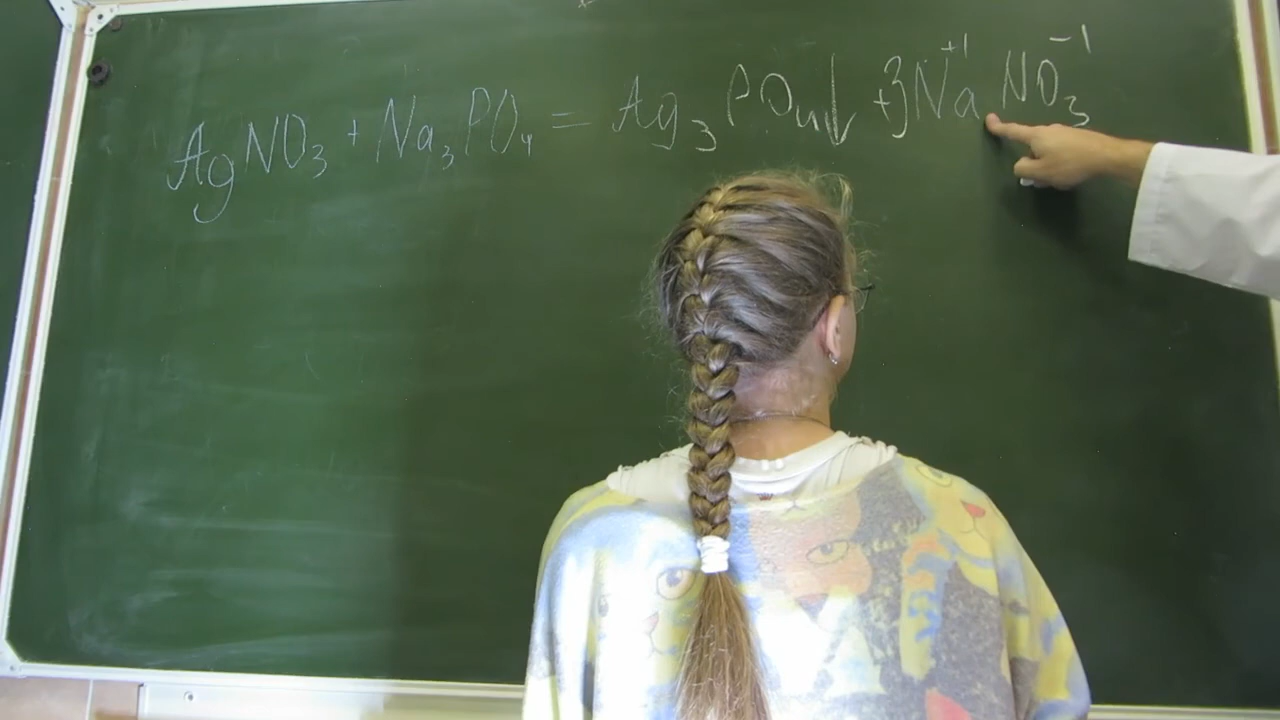 AgNO₃ + Na₃PO₄ = Ag₃PO₄↓ + 3Na⁺¹NO₃⁻¹